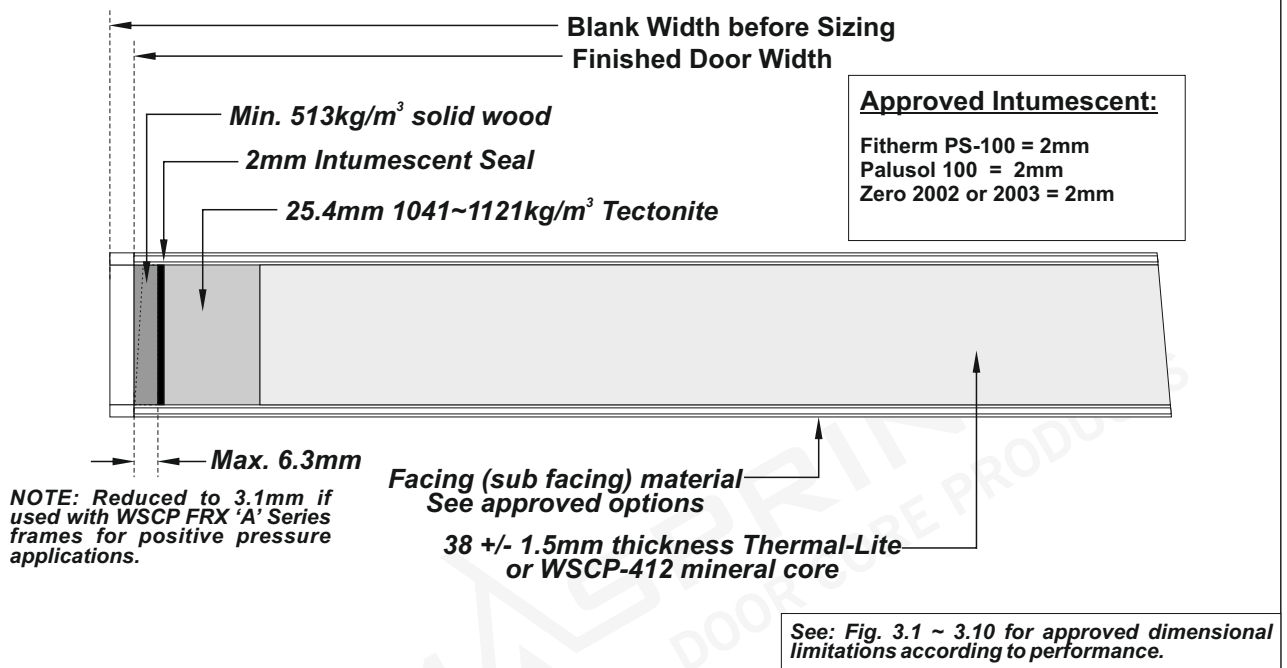 Blank Width before Sizing
Finished Door Width
Min. 513kg/m³ solid wood
2mm Intumescent Seal
25.4mm 1041~1121kg/m³ Tectonite
Approved Intumescent:
Fitherm PS-100 = 2mm
Palusol 100 = 2mm
Zero 2002 or 2003 = 2mm
Max. 6.3mm
NOTE: Reduced to 3.1mm if
used with WSCP FRX ‘A’ Series
frames for positive pressure
applications.
Facing (sub facing) material
See approved options
38 +/- 1.5mm thickness Thermal-Lite
or WSCP-412 mineral core
See: Fig. 3.1 ~ 3.10 for approved dimensional
limitations according to performance.